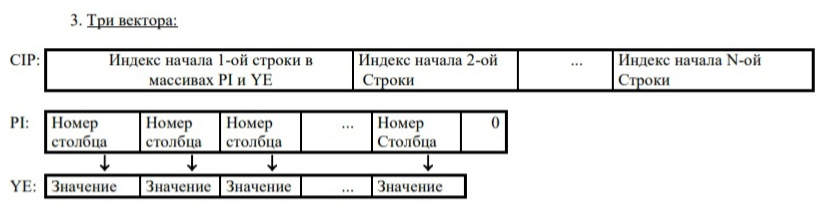 3. Три вектора:
CIP: Индекс начала 1-ой строки в массивах PI и YE Индекс начала 2-ой Строки ... Индекс начала N-ой Строки
PI: Номер столбца Номер столбца Номер столбца ... Номер Столбца 0
YE: Значение Значение Значение ... Значение